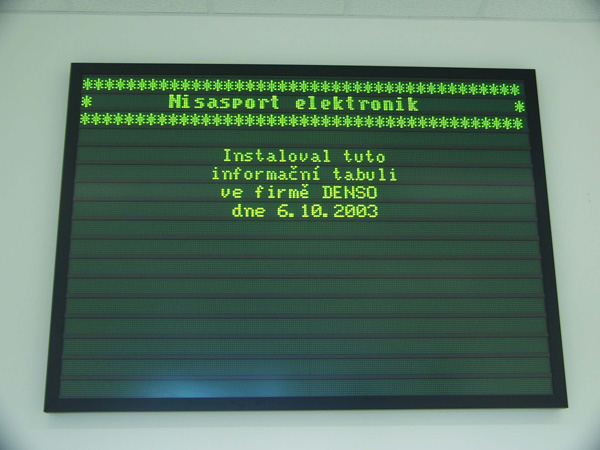 ****************************************
* Nisasport elektronik *
****************************************
Instaloval tuto
informační tabuli
ve firmě DENSO
dne 6.10.2003